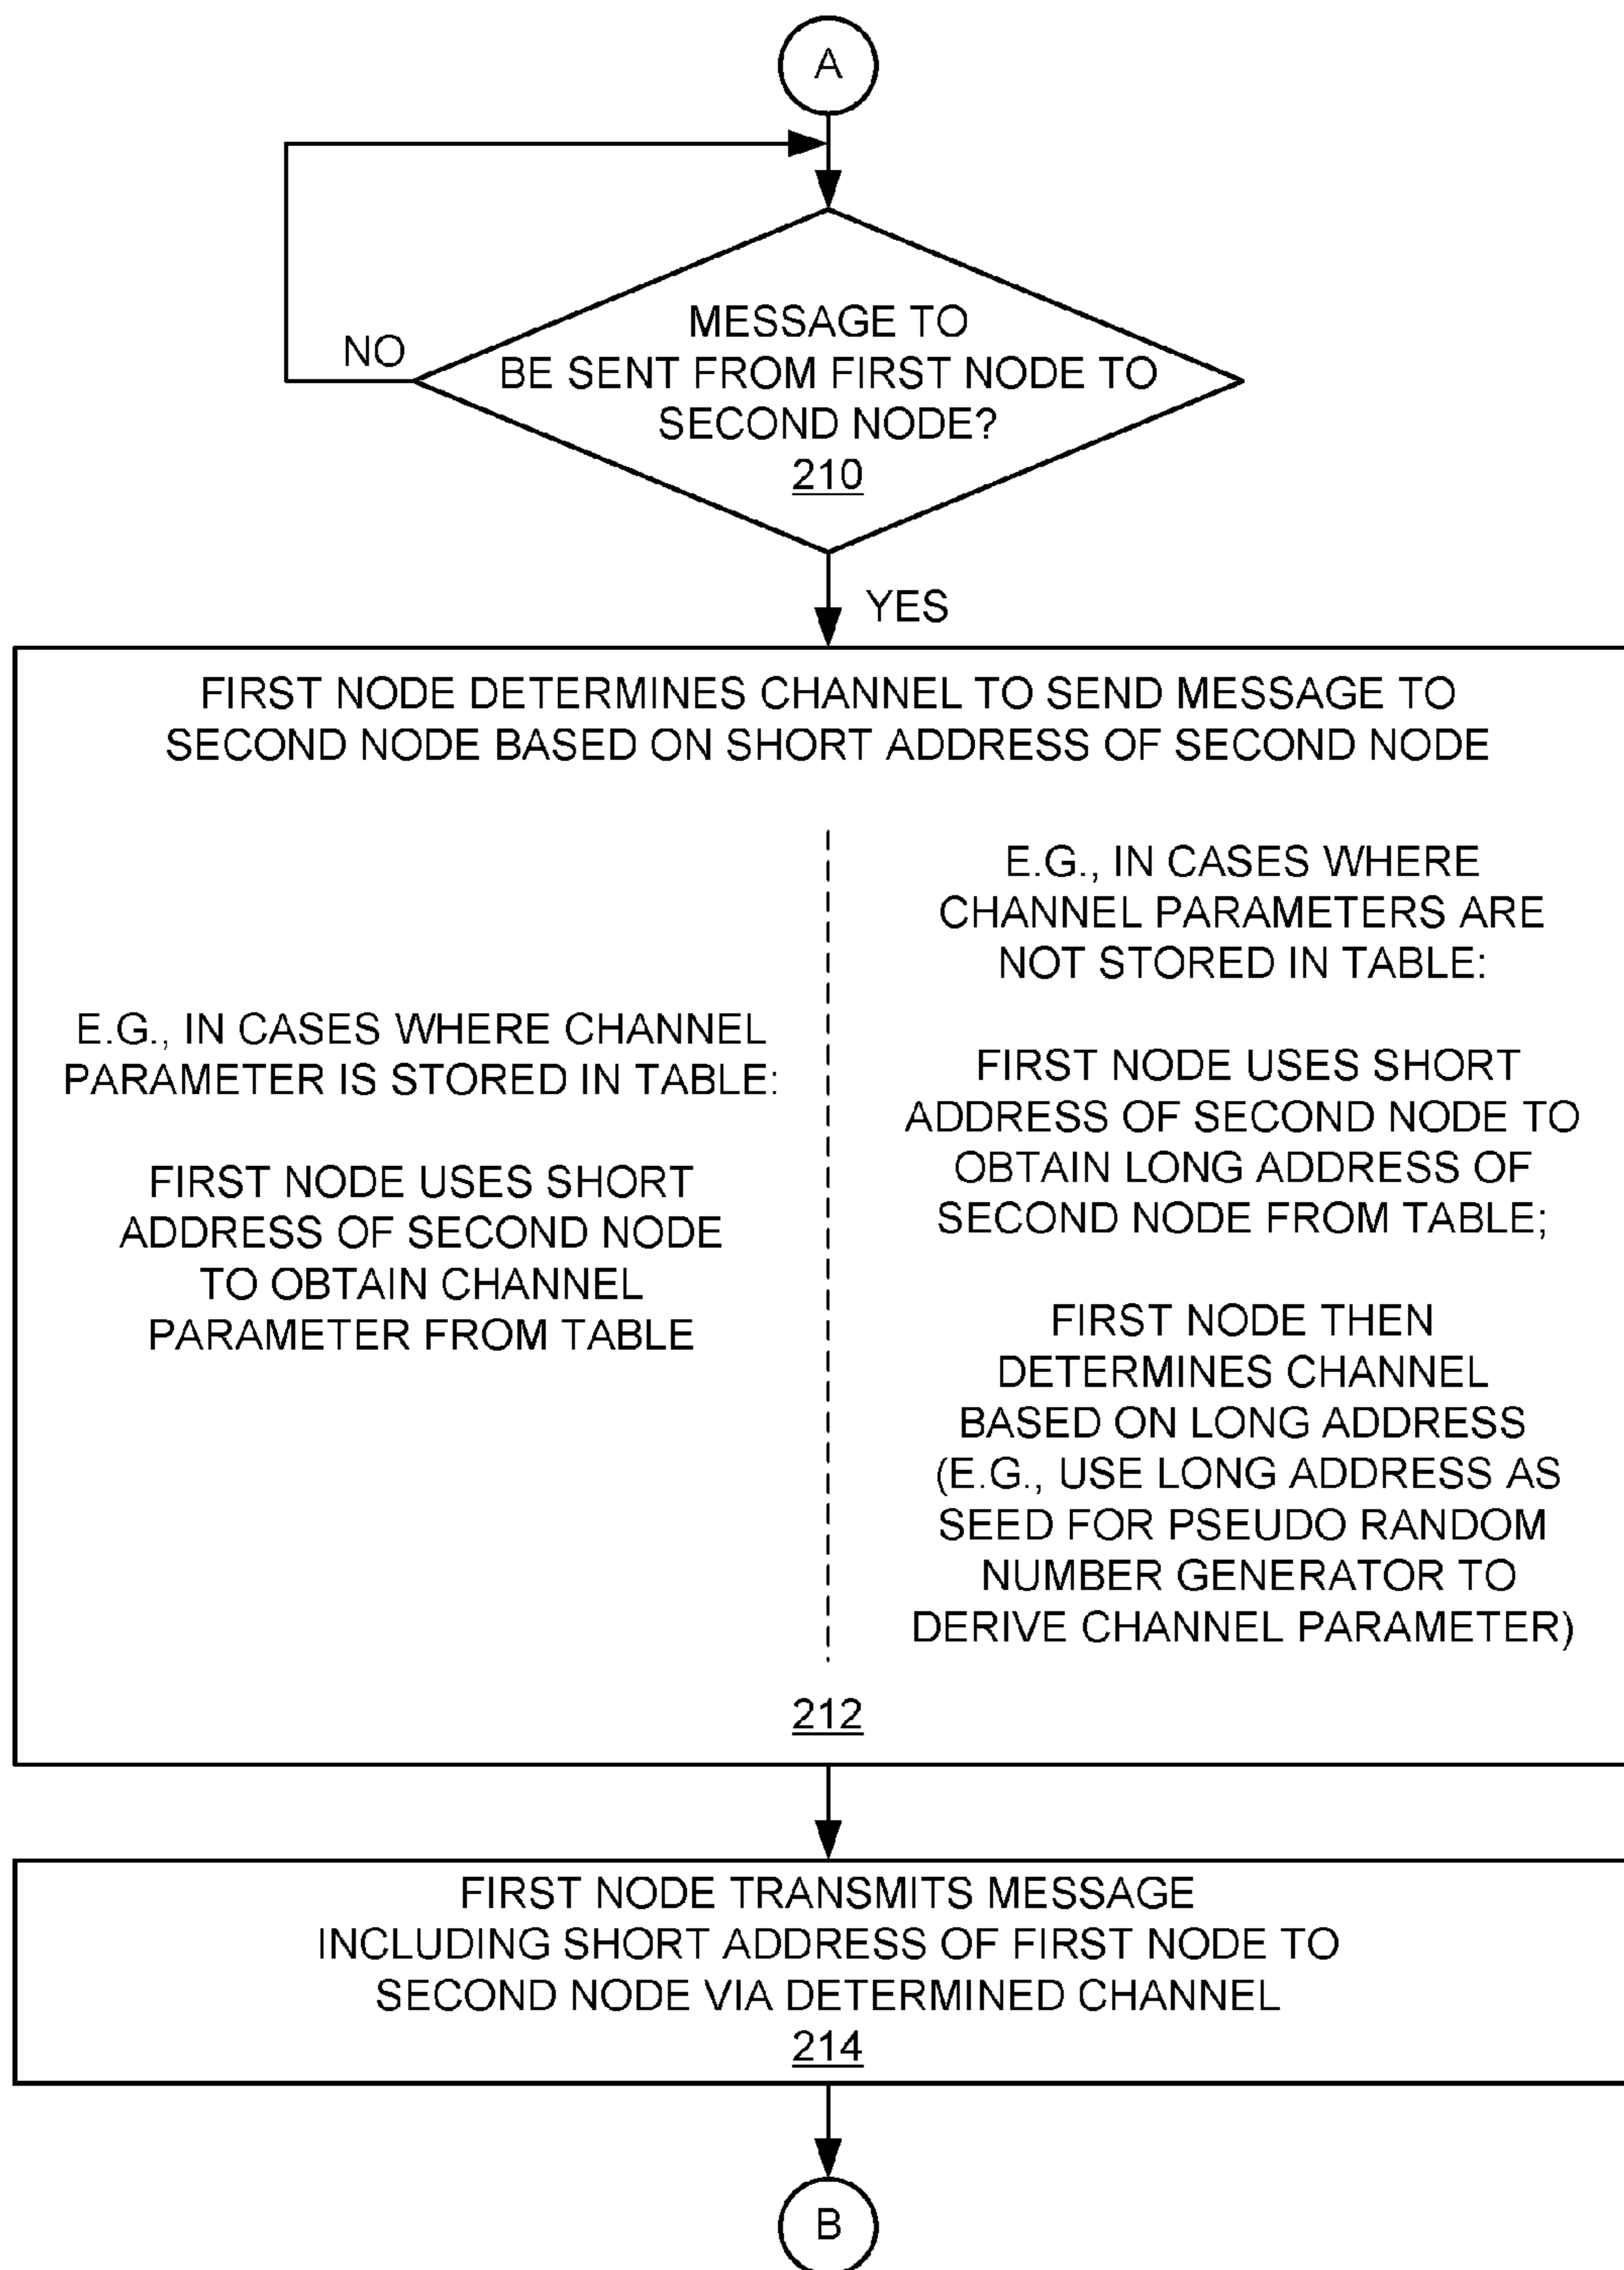 A
MESSAGE TO
BE SENT FROM FIRST NODE TO
SECOND NODE?
210
NO
YES
FIRST NODE DETERMINES CHANNEL TO SEND MESSAGE TO
SECOND NODE BASED ON SHORT ADDRESS OF SECOND NODE
E.G., IN CASES WHERE CHANNEL
PARAMETER IS STORED IN TABLE:
FIRST NODE USES SHORT
ADDRESS OF SECOND NODE
TO OBTAIN CHANNEL
PARAMETER FROM TABLE
E.G., IN CASES WHERE
CHANNEL PARAMETERS ARE
NOT STORED IN TABLE:
FIRST NODE USES SHORT
ADDRESS OF SECOND NODE TO
OBTAIN LONG ADDRESS OF
SECOND NODE FROM TABLE;
FIRST NODE THEN
DETERMINES CHANNEL
BASED ON LONG ADDRESS
(E.G., USE LONG ADDRESS AS
SEED FOR PSEUDO RANDOM
NUMBER GENERATOR TO
DERIVE CHANNEL PARAMETER)
212
FIRST NODE TRANSMITS MESSAGE
INCLUDING SHORT ADDRESS OF FIRST NODE TO
SECOND NODE VIA DETERMINED CHANNEL
214
B